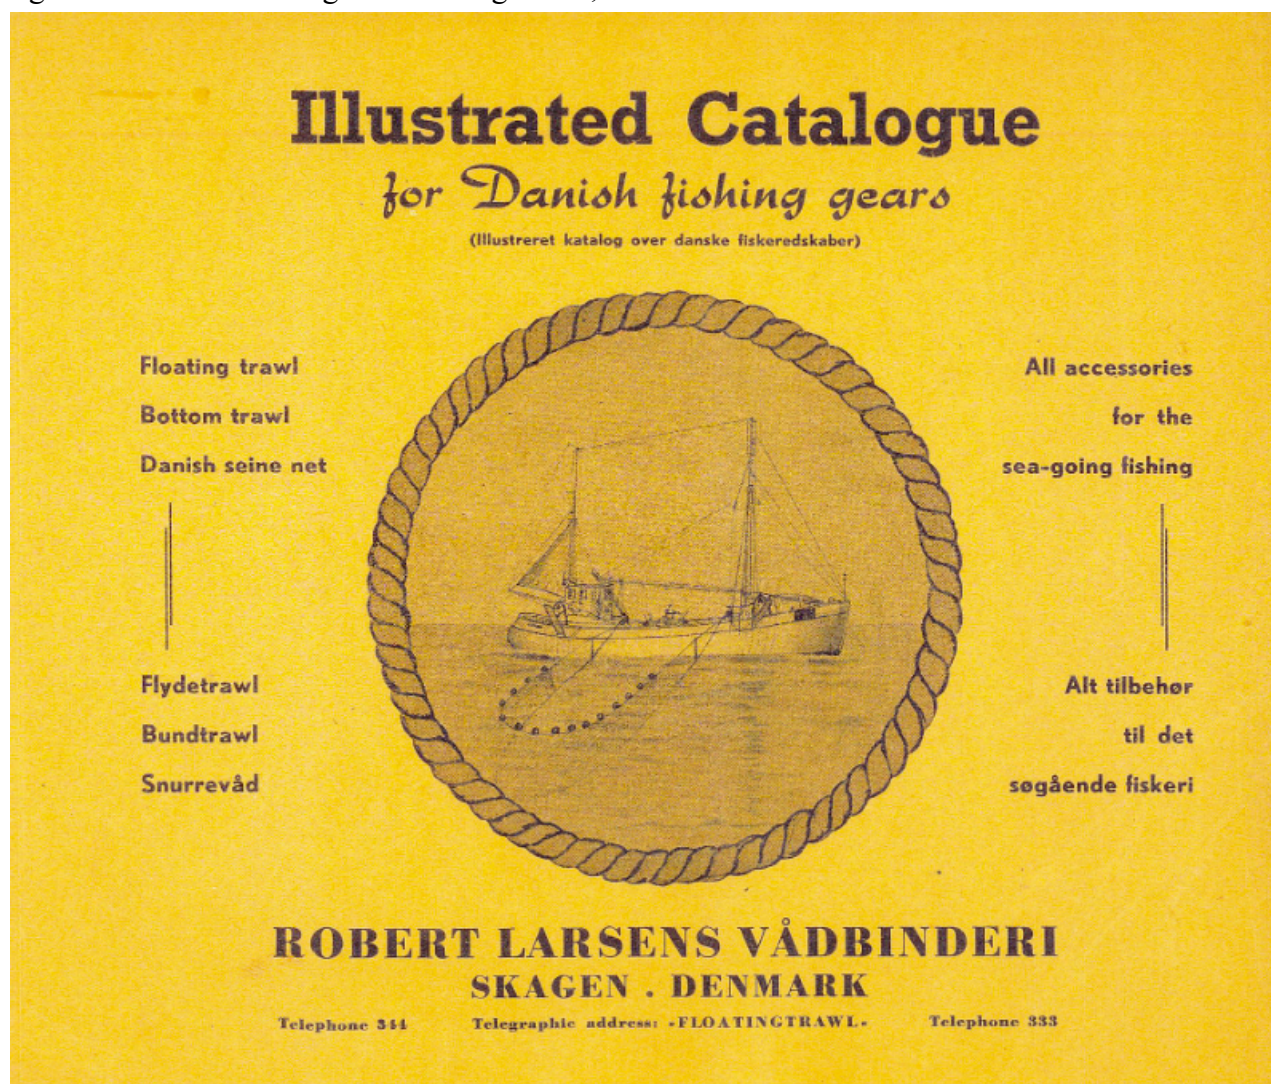 Illustrated Catalogue
for Danish fishing gears
(Illustreret katalog over danske fiskeredskaber)
Floating trawl
Bottom trawl
Danish seine net
All accessories
for the
sea-going fishing
Flydetrawl
Bundtrawl
Snurrevåd
Alt tilbehør
til det
søgående fiskeri
ROBERT LARSENS VÅDBINDERI
SKAGEN . DENMARK
Telephone 344 Telegraphic address: »FLOATINGTRAWL« Telephone 333